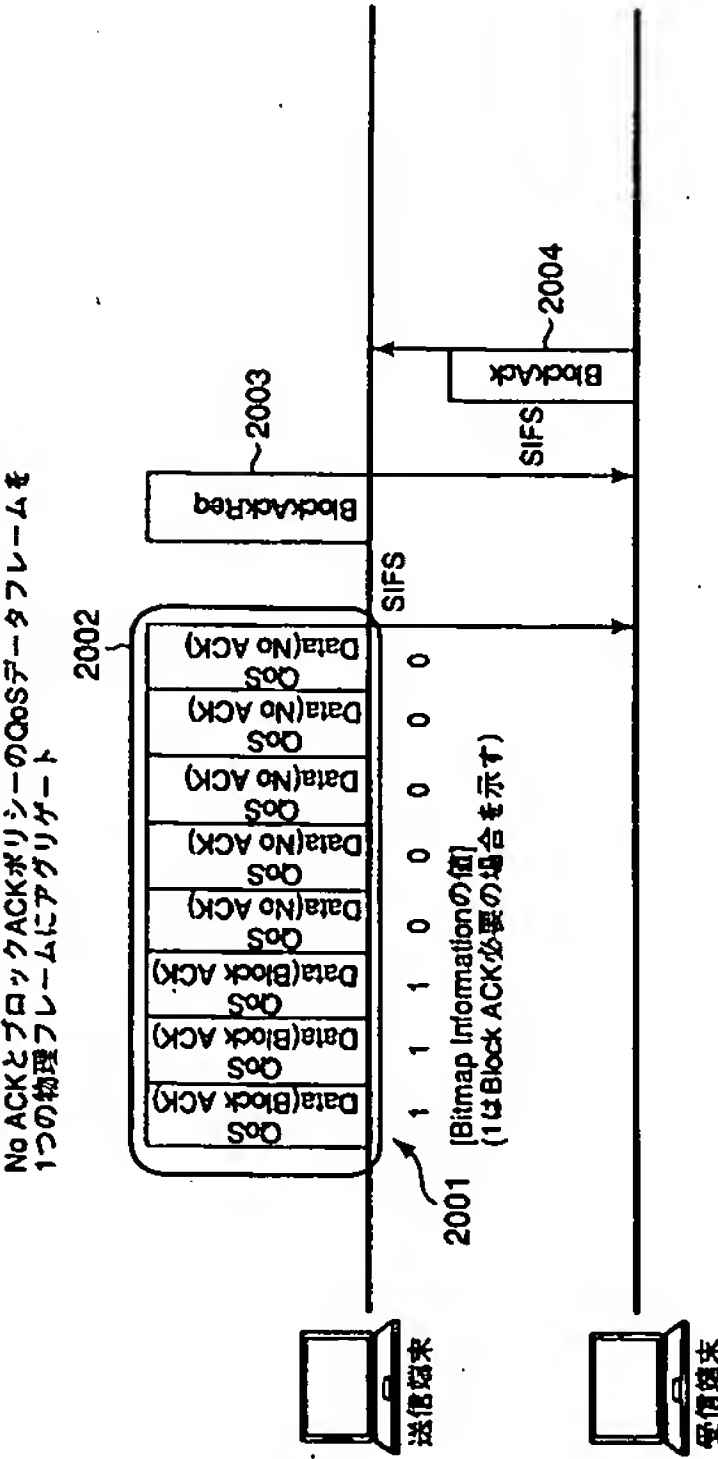 No ACKとブロックACKポリシーのQoSデータフレームを
1つの物理フレームにアグリゲート
2002
QoS
Data(Block ACK)
QoS
Data(Block ACK)
QoS
Data(Block ACK)
QoS
Data(No ACK)
QoS
Data(No ACK)
QoS
Data(No ACK)
QoS
Data(No ACK)
QoS
Data(No ACK)
BlockAckReq
2003
SIFS
1 1 1 0 0 0 0 0
2001
[Bitmap Informationの値]
(1はBlock ACK必要の場合を示す)
送信端末
SIFS
BlockAck
2004
受信端末